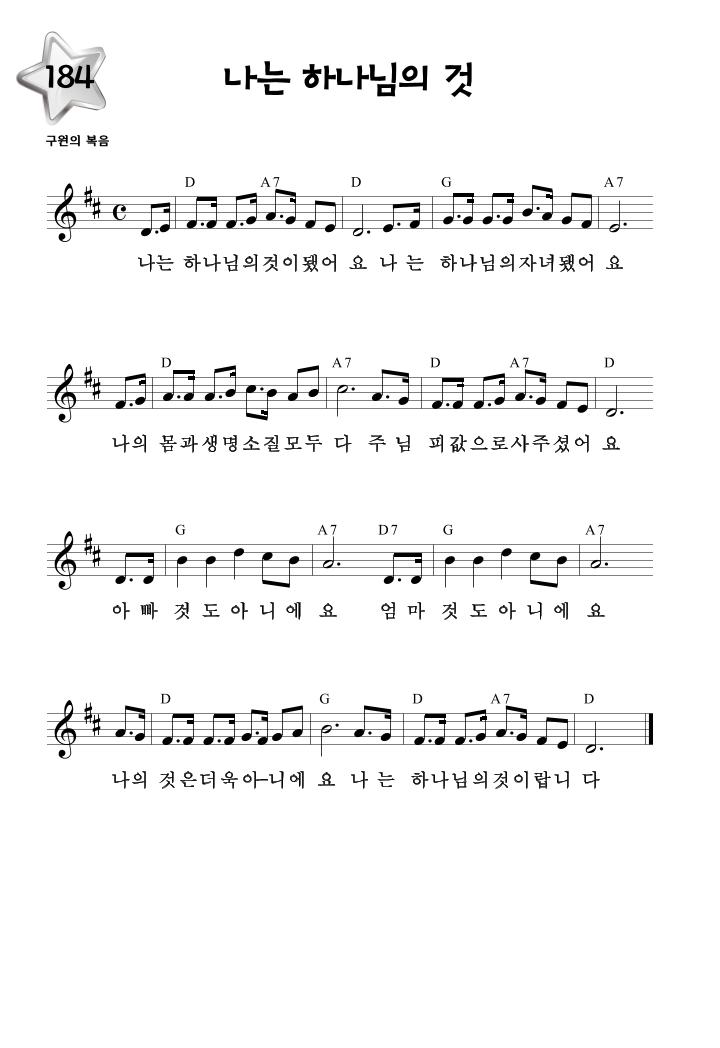 184
나는 하나님의 것
구원의 복음
D A7 D G A7
나는 하나님의것이됐어 요 나 는 하나님의자녀됐어 요
D A7 D A7 D
나의 몸과생명소질모두 다 주 님 피값으로사주셨어 요
G A7 D7 G A7
아 빠 것 도아니에 요 엄 마 것 도 아 니에 요
D G D A7 D
나의 것은더욱아-니에 요 나 는 하나님의것이랍니 다